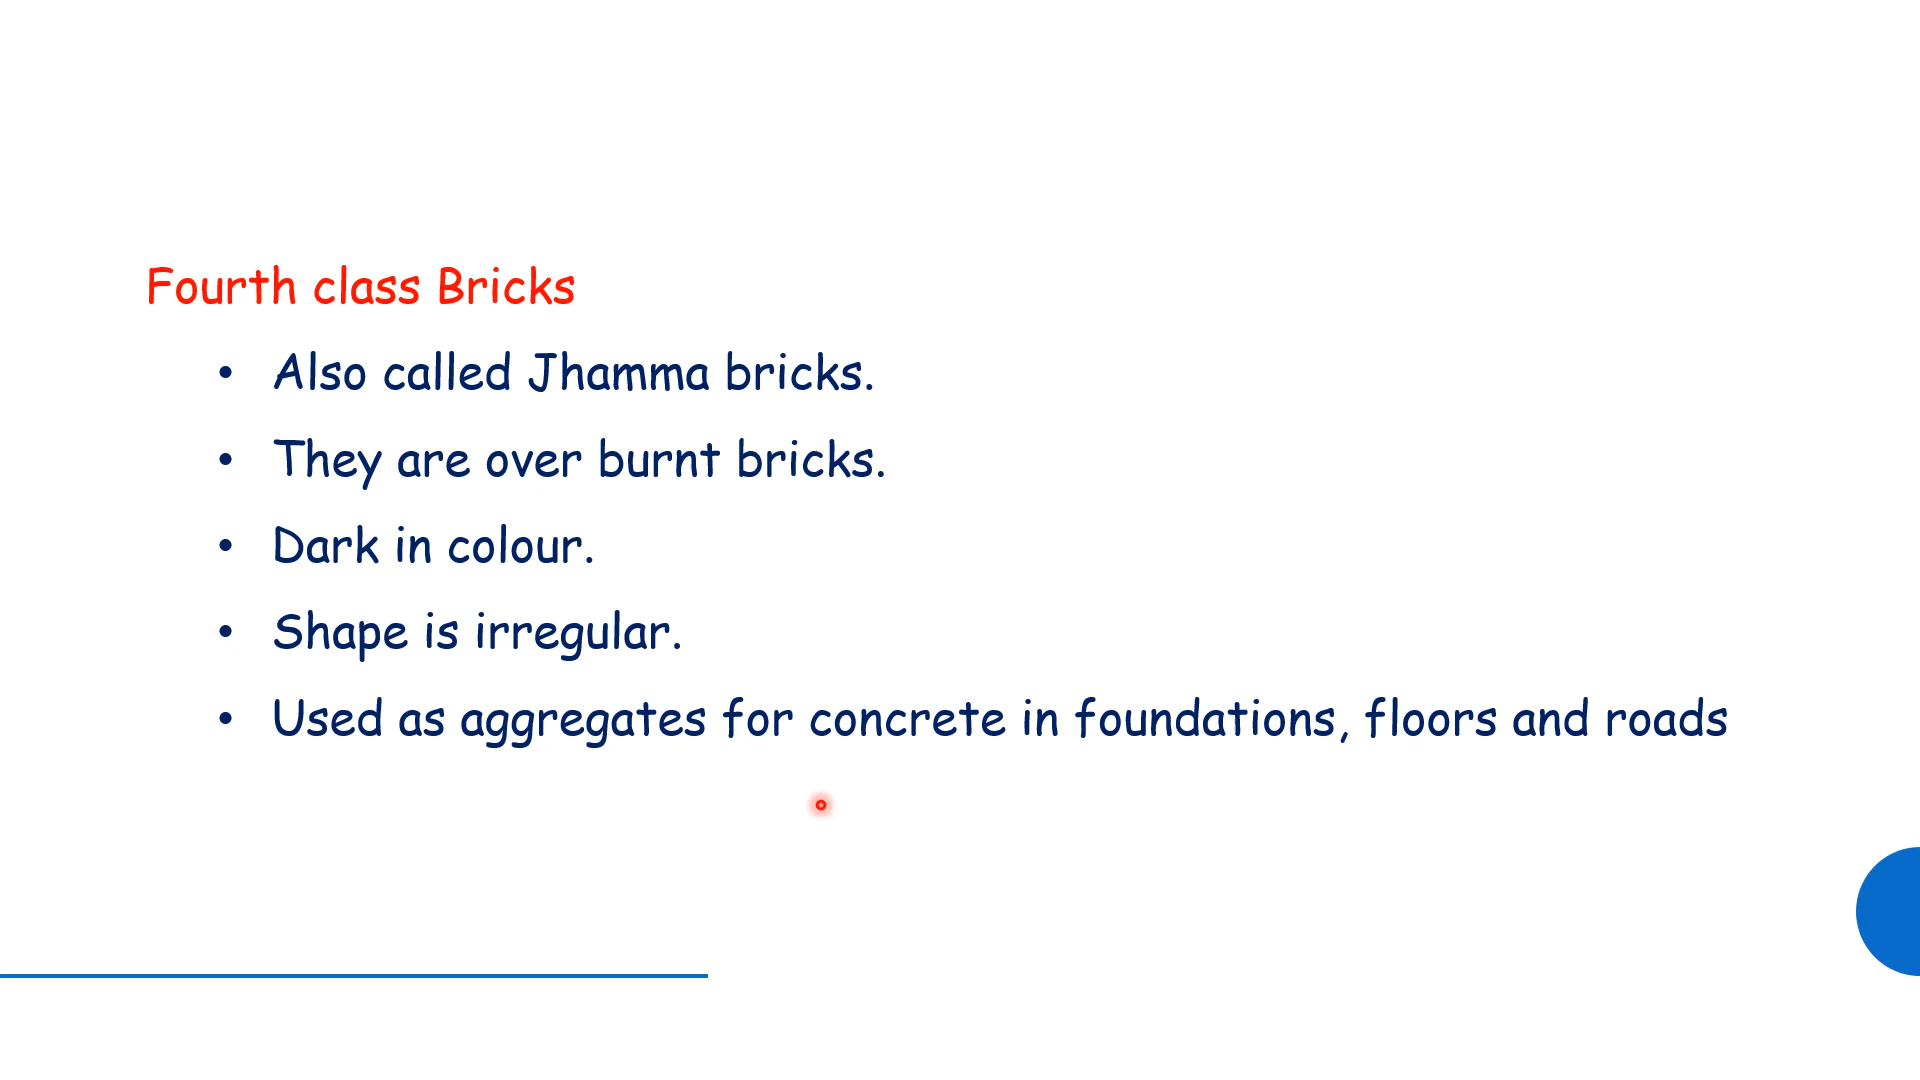 Fourth class Bricks
• Also called Jhamma bricks.
• They are over burnt bricks.
• Dark in colour.
• Shape is irregular.
• Used as aggregates for concrete in foundations, floors and roads